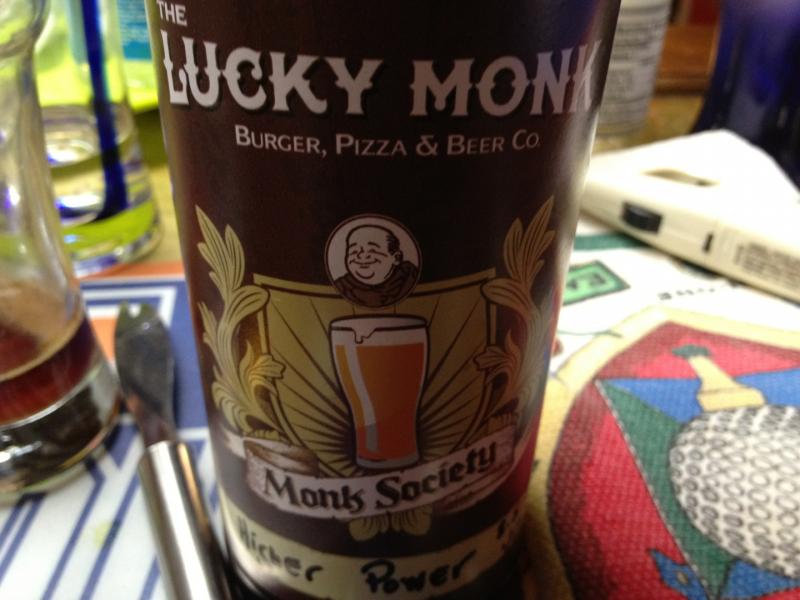 THE
LUCKY MONK
BURGER, PIZZA & BEER CO.
Monk Society
Higher Power